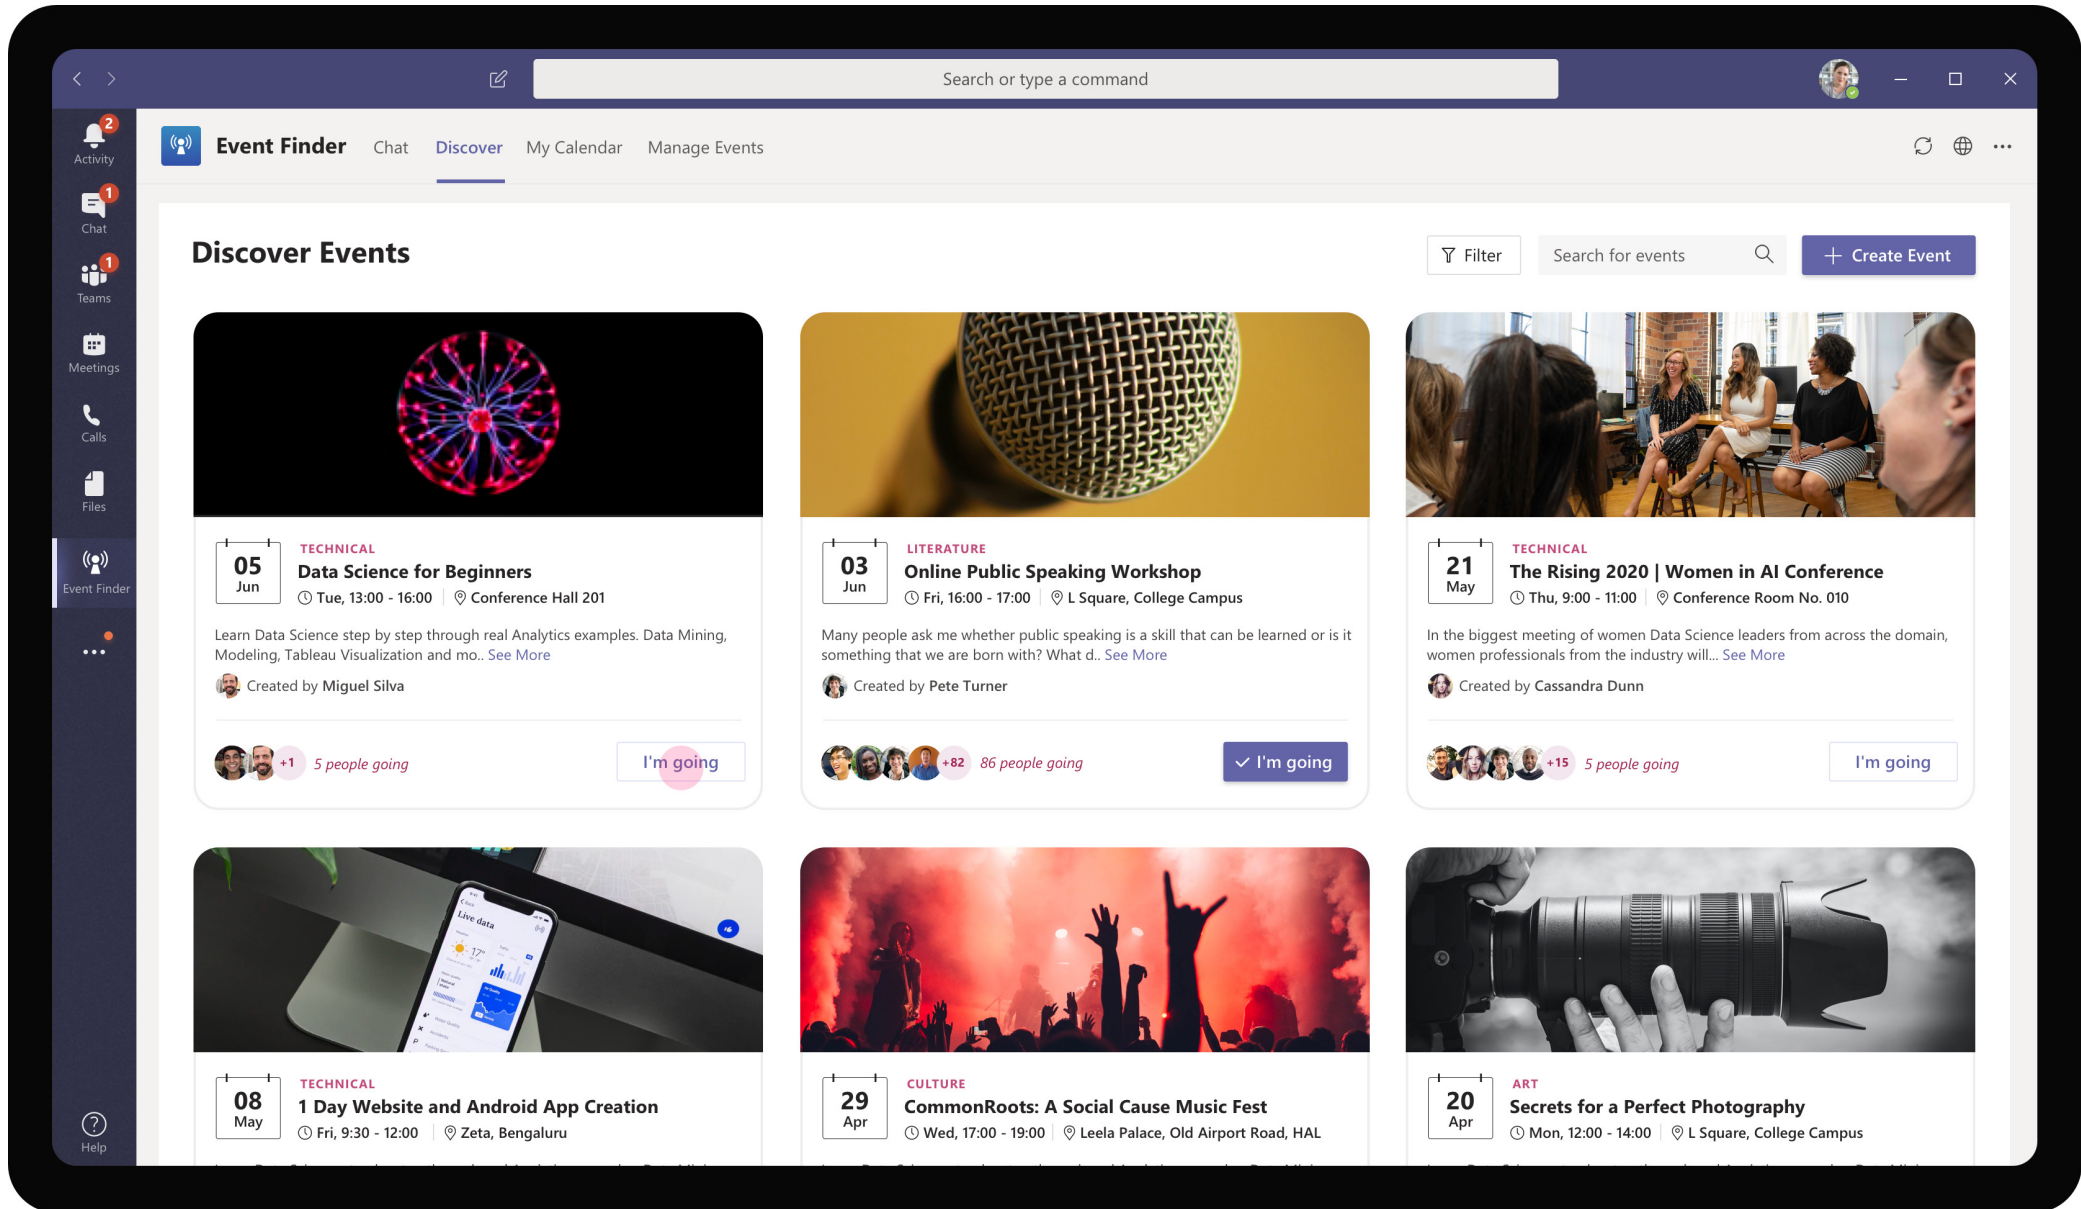 Search or type a command
2
Activity
1
Chat
1
Teams
Meetings
Calls
Files
Event Finder
Help
Event Finder
Chat
Discover
My Calendar
Manage Events
Discover Events
Filter
Search for events
Create Event
05
Jun
TECHNICAL
Data Science for Beginners
Tue, 13:00 - 16:00
Conference Hall 201
Learn Data Science step by step through real Analytics examples. Data Mining,
Modeling, Tableau Visualization and mo.. See More
Created by Miguel Silva
+1
5 people going
I'm going
03
Jun
LITERATURE
Online Public Speaking Workshop
Fri, 16:00 - 17:00
L Square, College Campus
Many people ask me whether public speaking is a skill that can be learned or is it
something that we are born with? What d.. See More
Created by Pete Turner
+82
86 people going
I'm going
21
May
TECHNICAL
The Rising 2020 | Women in AI Conference
Thu, 9:00 - 11:00
Conference Room No. 010
In the biggest meeting of women Data Science leaders from across the domain,
women professionals from the industry will... See More
Created by Cassandra Dunn
+15
5 people going
I'm going
Live data
17°
08
May
TECHNICAL
1 Day Website and Android App Creation
Fri, 9:30 - 12:00
Zeta, Bengaluru
29
Apr
CULTURE
CommonRoots: A Social Cause Music Fest
Wed, 17:00 - 19:00
Leela Palace, Old Airport Road, HAL
20
Apr
ART
Secrets for a Perfect Photography
Mon, 12:00 - 14:00
L Square, College Campus